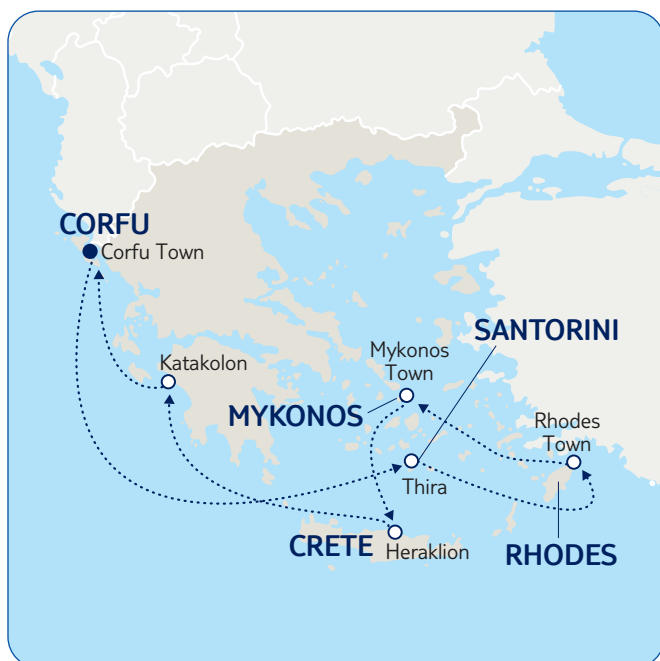 CORFU
Corfu Town
SANTORINI
Mykonos
Town
Katakolon
MYKONOS
Rhodes
Town
Thira
CRETE
Heraklion
RHODES